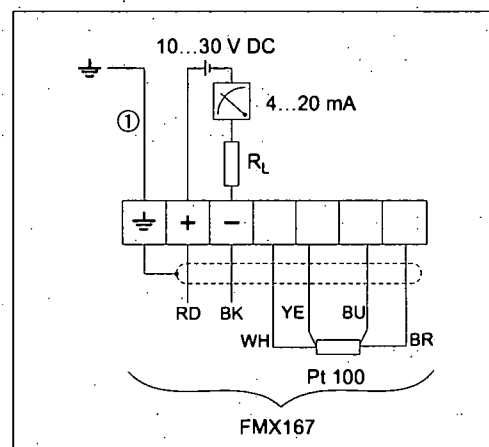 10...30 V DC
4...20 mA
①
R_L
+ −
RD BK YE BU
WH BR
Pt 100
FMX167